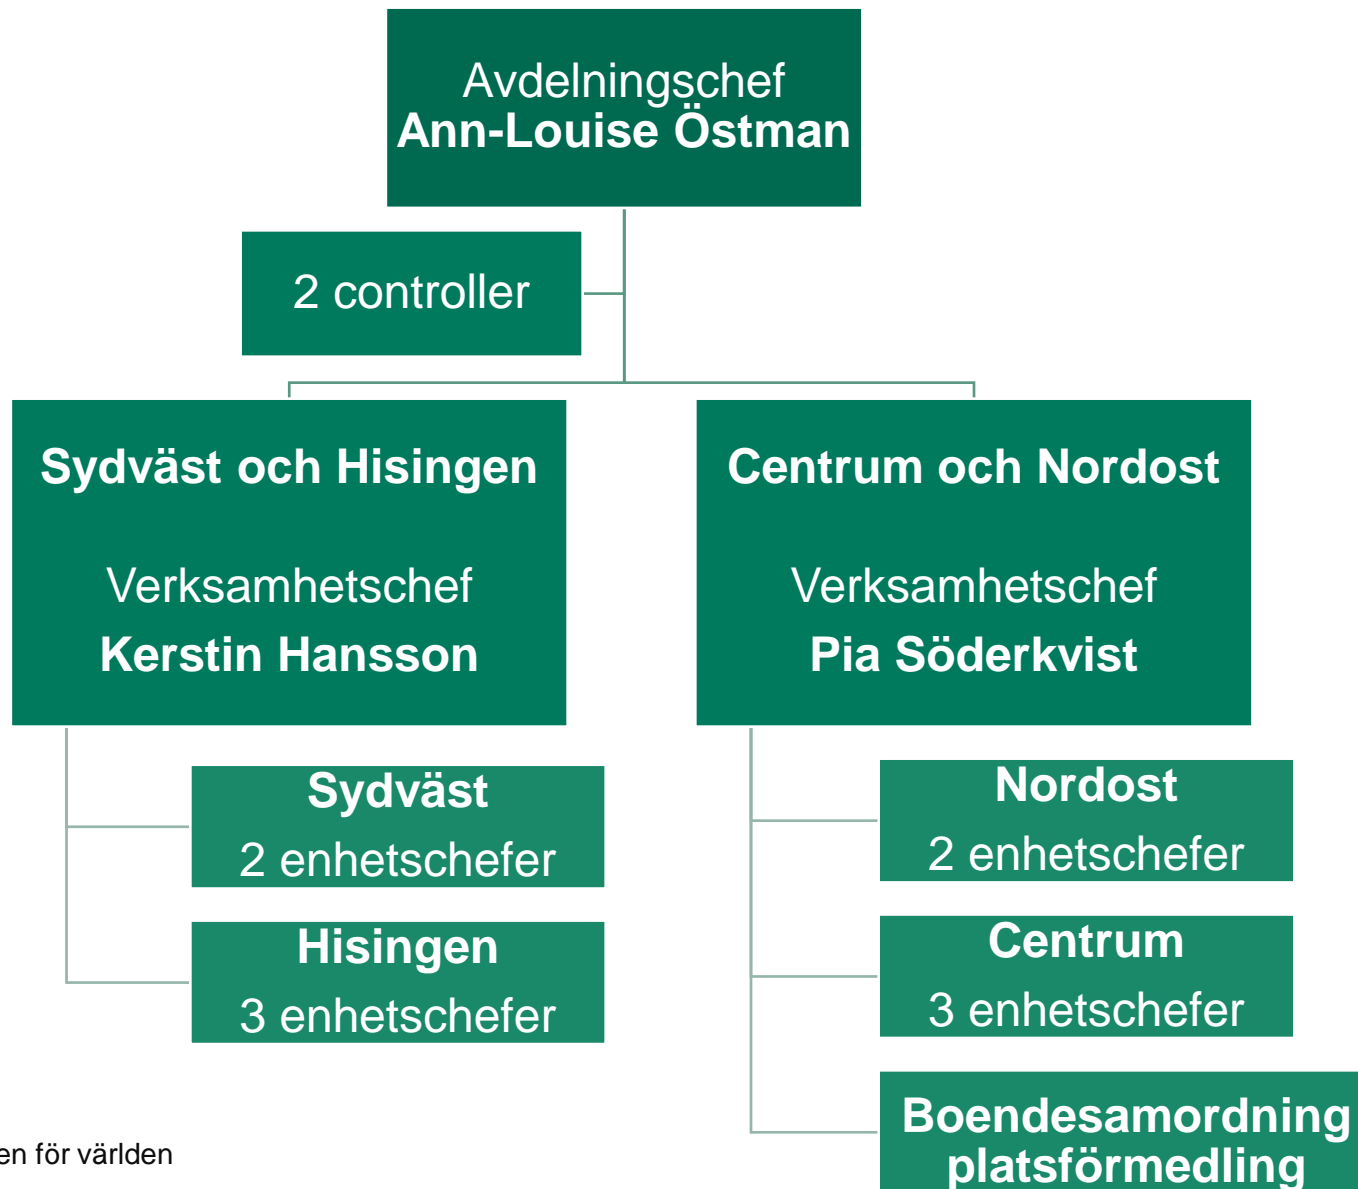 Avdelningschef
Ann-Louise Östman
2 controller
Sydväst och Hisingen
Verksamhetschef
Kerstin Hansson
Sydväst
2 enhetschefer
Hisingen
3 enhetschefer
Centrum och Nordost
Verksamhetschef
Pia Söderkvist
Nordost
2 enhetschefer
Centrum
3 enhetschefer
Boendesamordning
platsförmedling
för världen